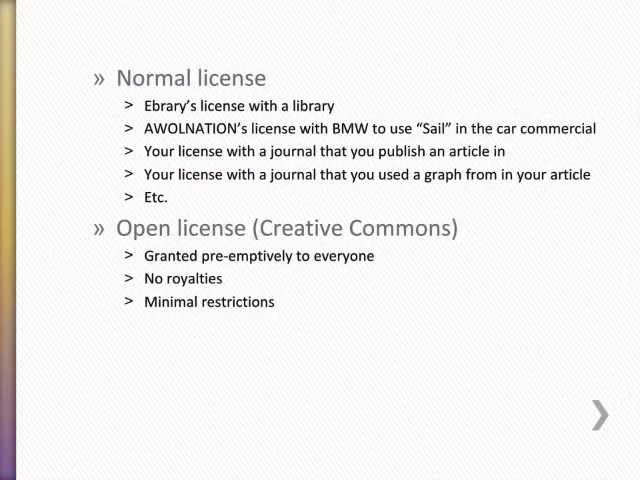 » Normal license
> Ebrary's license with a library
> AWOLNATION's license with BMW to use “Sail” in the car commercial
> Your license with a journal that you publish an article in
> Your license with a journal that you used a graph from in your article
> Etc.
» Open license (Creative Commons)
> Granted pre-emptively to everyone
> No royalties
> Minimal restrictions